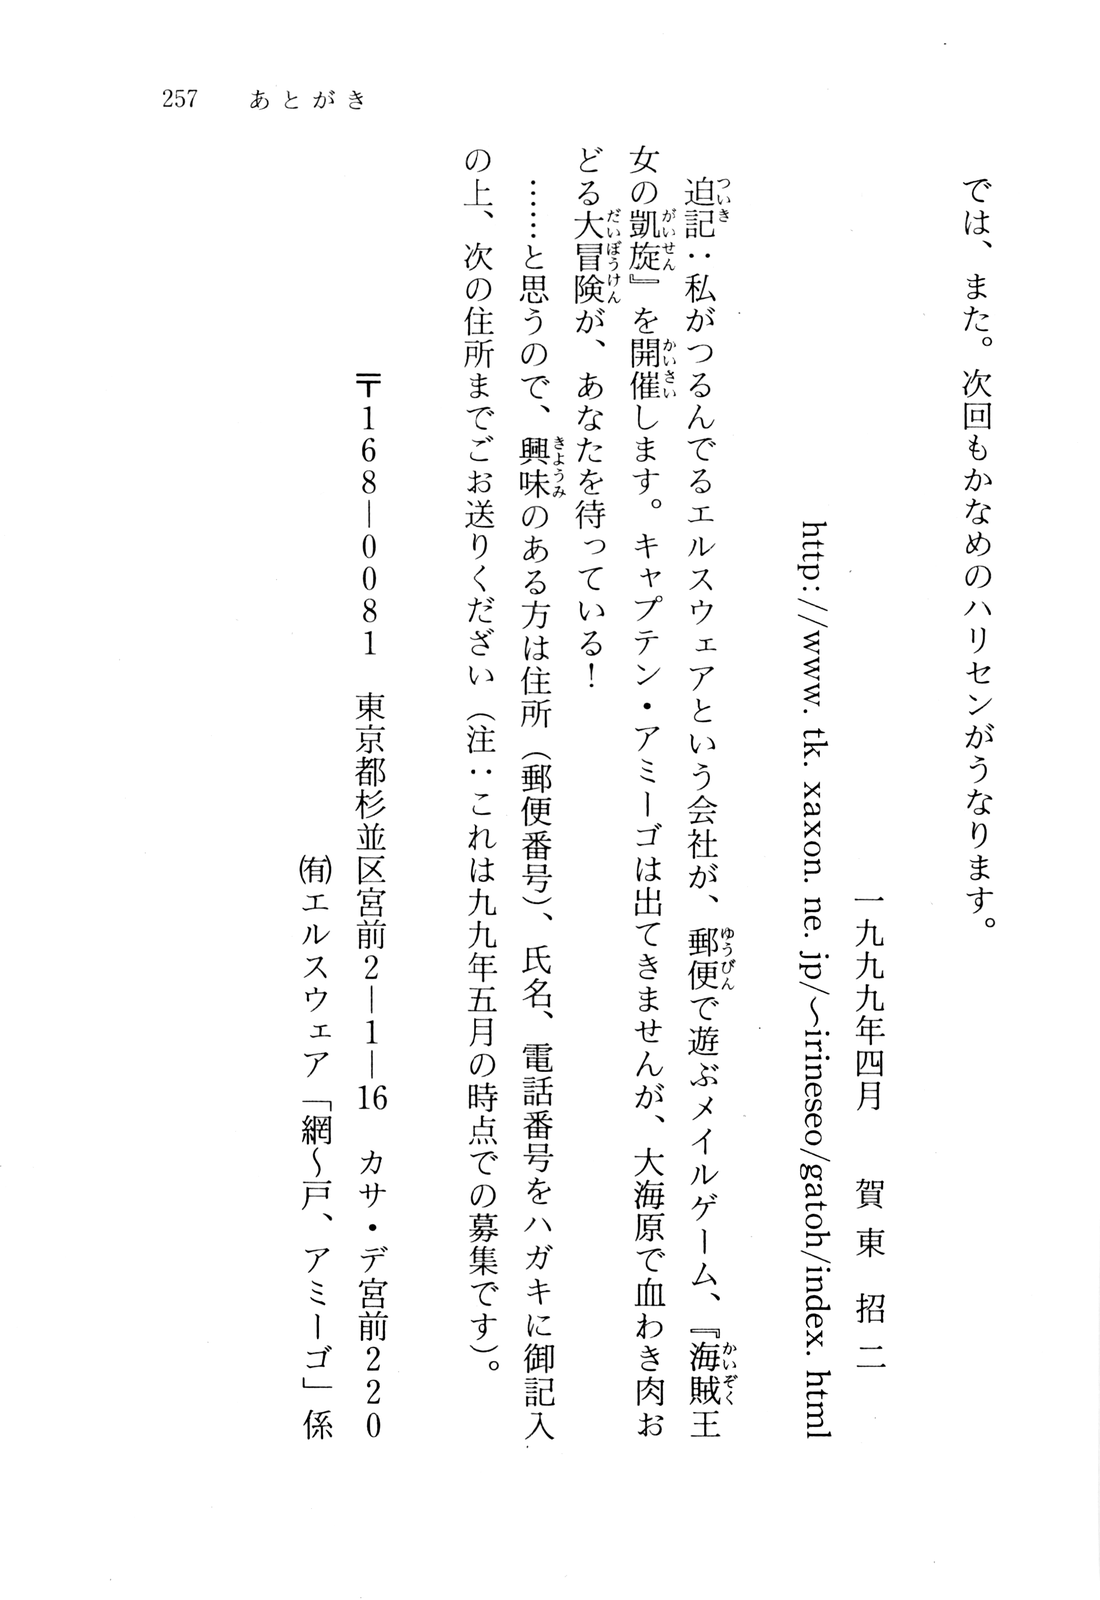 257 あとがき
では、また。次回もかなめのハリセンがうなります。
一九九九年四月 賀東招二
http://www.tk.xaxon.ne.jp/～irineseo/gatoh/index.html
追記：私がつるんでるエルスウェアという会社が、郵便で遊ぶメイルゲーム、『海賊王
女の凱旋』を開催します。キャプテン・アミーゴは出てきませんが、大海原で血わき肉お
どる大冒険が、あなたを待っている！
……と思うので、興味のある方は住所（郵便番号）、氏名、電話番号をハガキに御記入
の上、次の住所までごお送りくだざい（注：これは九九年五月の時点での募集です）。
〒168―0081 東京都杉並区宮前2―1―16 カサ・デ宮前220
㈲エルスウェア「網～戸、アミーゴ」係